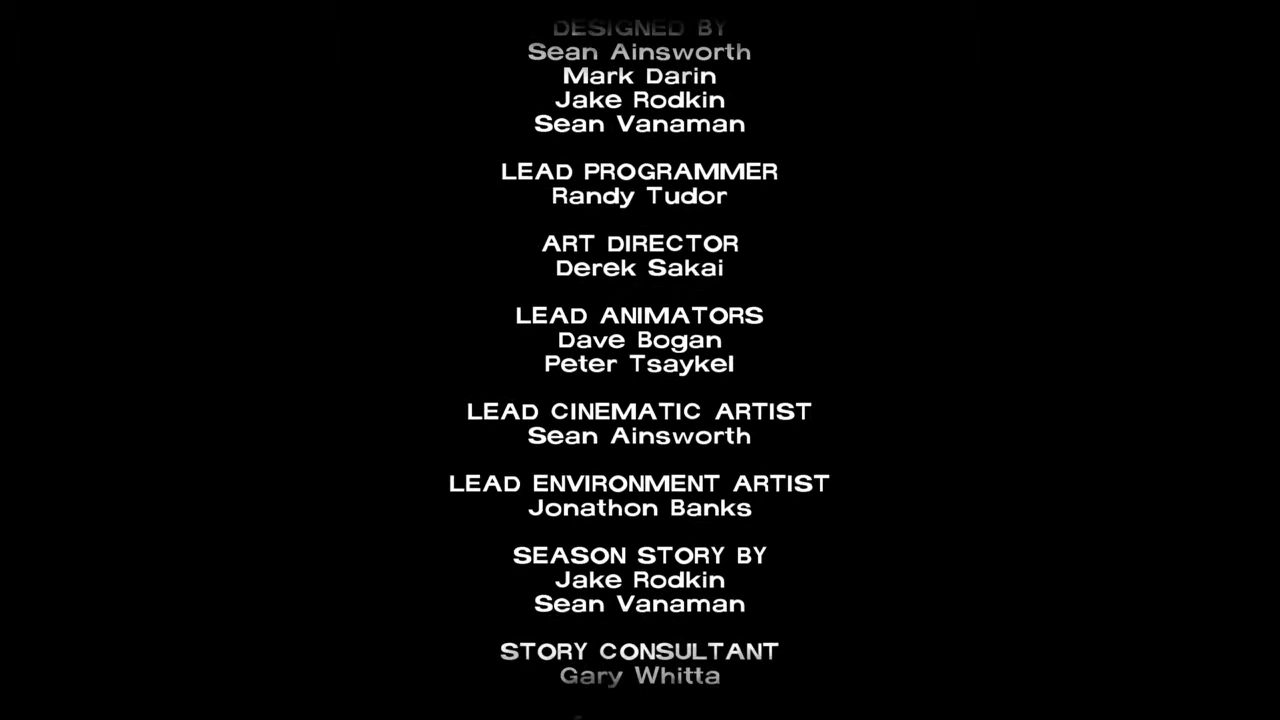 DESIGNED BY
Sean Ainsworth
Mark Darin
Jake Rodkin
Sean Vanaman
LEAD PROGRAMMER
Randy Tudor
ART DIRECTOR
Derek Sakai
LEAD ANIMATORS
Dave Bogan
Peter Tsaykel
LEAD CINEMATIC ARTIST
Sean Ainsworth
LEAD ENVIRONMENT ARTIST
Jonathon Banks
SEASON STORY BY
Jake Rodkin
Sean Vanaman
STORY CONSULTANT
Gary Whitta